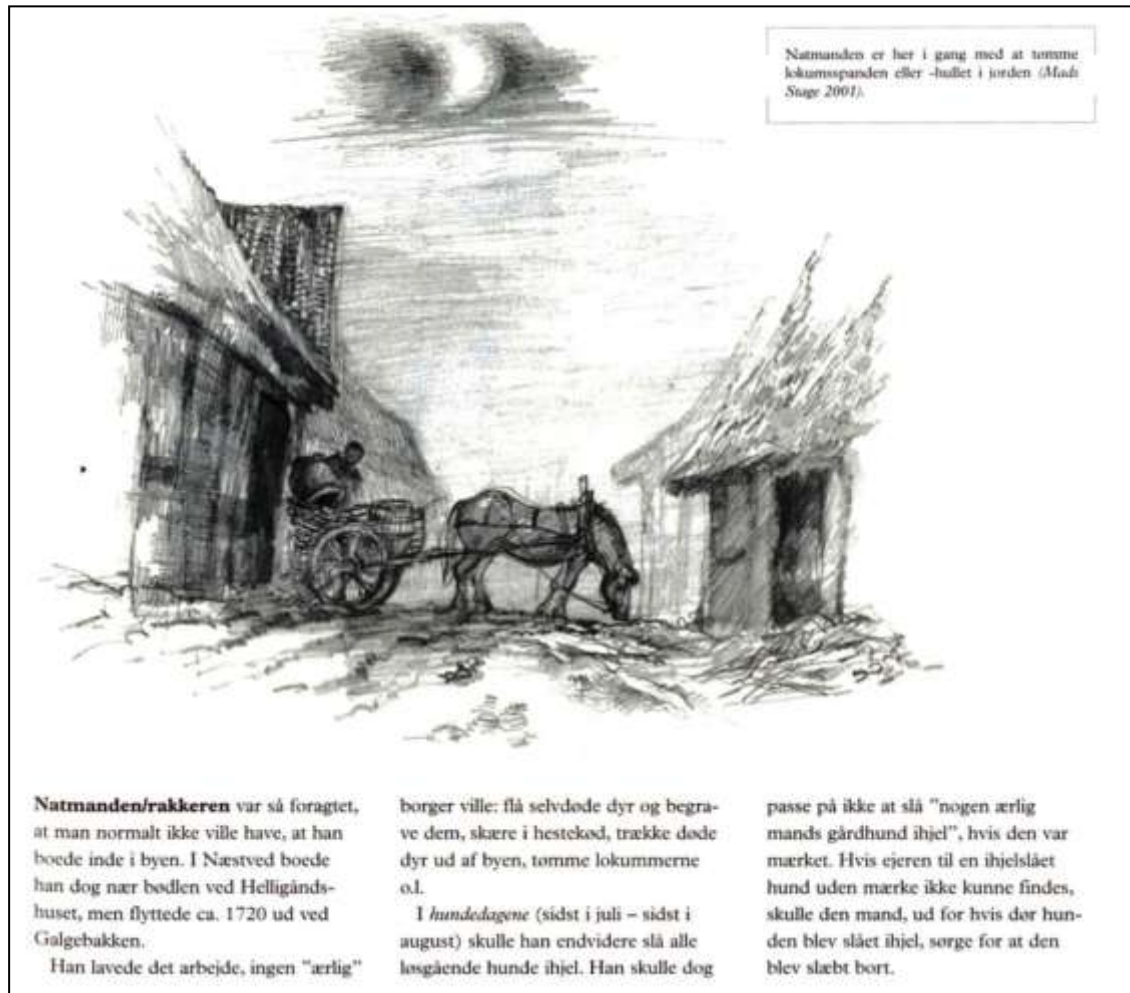 Natmanden er her i gang med at tømme
lokumsspanden eller -hullet i jorden (Mads
Stage 2001).
Natmanden/rakkeren var så foragtet,
at man normalt ikke ville have, at han
boede inde i byen. I Næstved boede
han dog nær bødlen ved Helligånds-
huset, men flyttede ca. 1720 ud ved
Galgebakken.
Han lavede det arbejde, ingen "ærlig"
borger ville: flå selvdøde dyr og begra-
ve dem, skære i hestekød, trække døde
dyr ud af byen, tømme lokummerne
o.l.
I hundedagene (sidst i juli – sidst i
august) skulle han endvidere slå alle
løsgående hunde ihjel. Han skulle dog
passe på ikke at slå "nogen ærlig
mands gårdhund ihjel", hvis den var
mærket. Hvis ejeren til en ihjelslået
hund uden mærke ikke kunne findes,
skulle den mand, ud for hvis dør hun-
den blev slået ihjel, sørge for at den
blev slæbt bort.